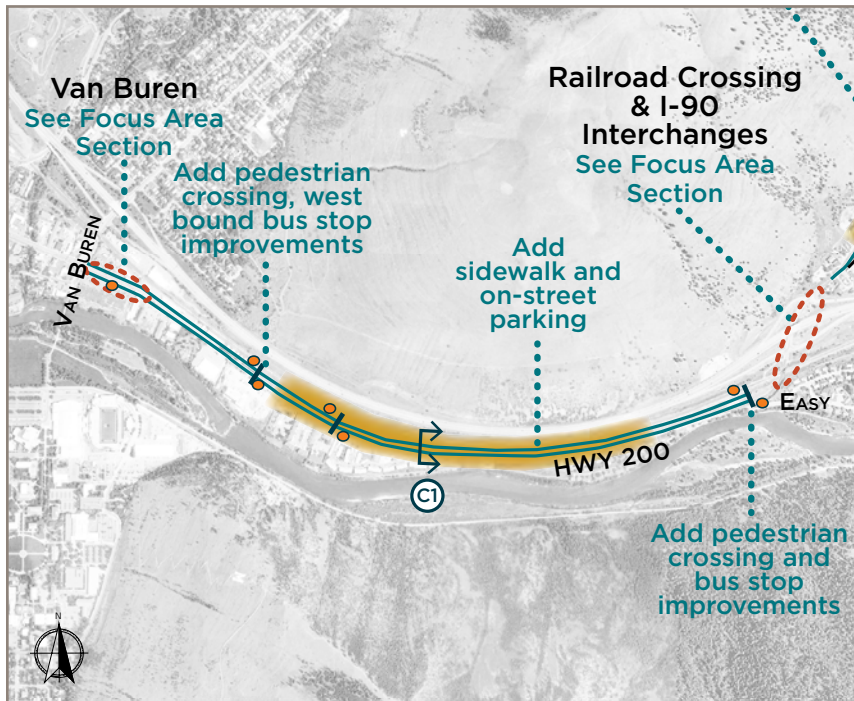 Van Buren
See Focus Area
Section
Add pedestrian
crossing, west
bound bus stop
improvements
Railroad Crossing
& I-90
Interchanges
See Focus Area
Section
Add
sidewalk and
on-street
parking
VAN BUREN
EASY
HWY 200
C1
Add pedestrian
crossing and
bus stop
improvements
N